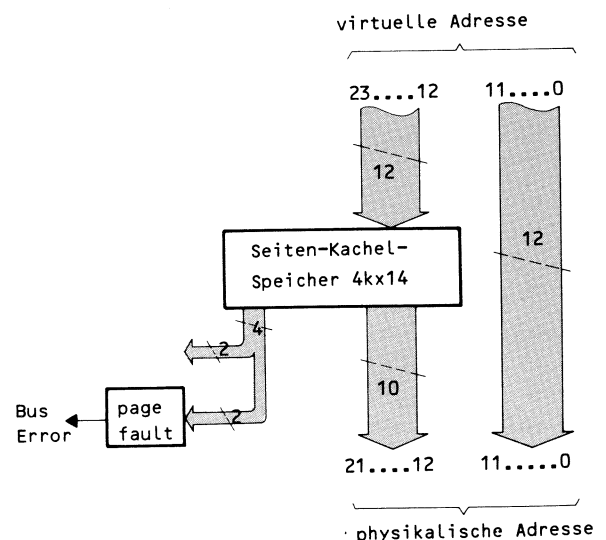 virtuelle Adresse
23....12 11....0
12
12
Seiten-Kachel-
Speicher 4kx14
4
2
10
Bus
Error
page
fault
2
21....12 11.....0
physikalische Adresse